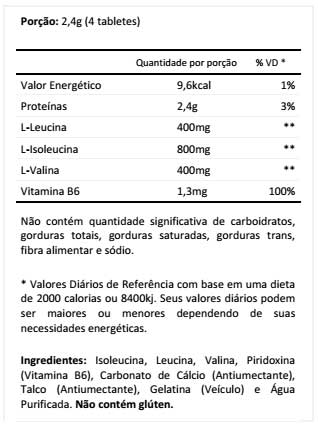 Porção: 2,4g (4 tabletes)
Quantidade por porção % VD *
Valor Energético 9,6kcal 1%
Proteínas 2,4g 3%
L-Leucina 400mg **
L-Isoleucina 800mg **
L-Valina 400mg **
Vitamina B6 1,3mg 100%
Não contém quantidade significativa de carboidratos,
gorduras totais, gorduras saturadas, gorduras trans,
fibra alimentar e sódio.
* Valores Diários de Referência com base em uma dieta
de 2000 calorias ou 8400kj. Seus valores diários podem
ser maiores ou menores dependendo de suas
necessidades energéticas.
Ingredientes: Isoleucina, Leucina, Valina, Piridoxina
(Vitamina B6), Carbonato de Cálcio (Antiumectante),
Talco (Antiumectante), Gelatina (Veículo) e Água
Purificada. Não contém glúten.